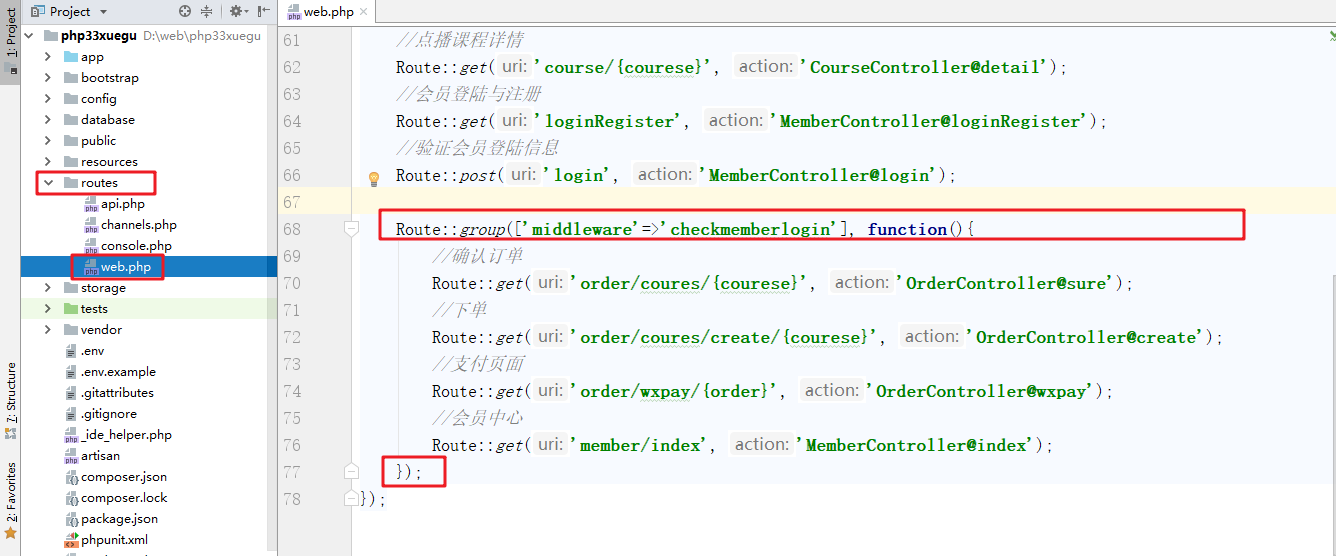 1: Project
Project
web.php
php33xuegu D:\web\php33xuegu
app
bootstrap
config
database
public
resources
routes
api.php
channels.php
console.php
web.php
storage
tests
vendor
.env
.env.example
.gitattributes
.gitignore
_ide_helper.php
artisan
composer.json
composer.lock
package.json
phpunit.xml
7: Structure
2: Favorites
61 //点播课程详情
62 Route::get( uri: 'course/{courese}', action: 'CourseController@detail');
63 //会员登陆与注册
64 Route::get( uri: 'loginRegister', action: 'MemberController@loginRegister');
65 //验证会员登陆信息
66 Route::post( uri: 'login', action: 'MemberController@login');
67
68 Route::group(['middleware'=>'checkmemberlogin'], function(){
69 //确认订单
70 Route::get( uri: 'order/coures/{courese}', action: 'OrderController@sure');
71 //下单
72 Route::get( uri: 'order/coures/create/{courese}', action: 'OrderController@create');
73 //支付页面
74 Route::get( uri: 'order/wxpay/{order}', action: 'OrderController@wxpay');
75 //会员中心
76 Route::get( uri: 'member/index', action: 'MemberController@index');
77 });
78 });